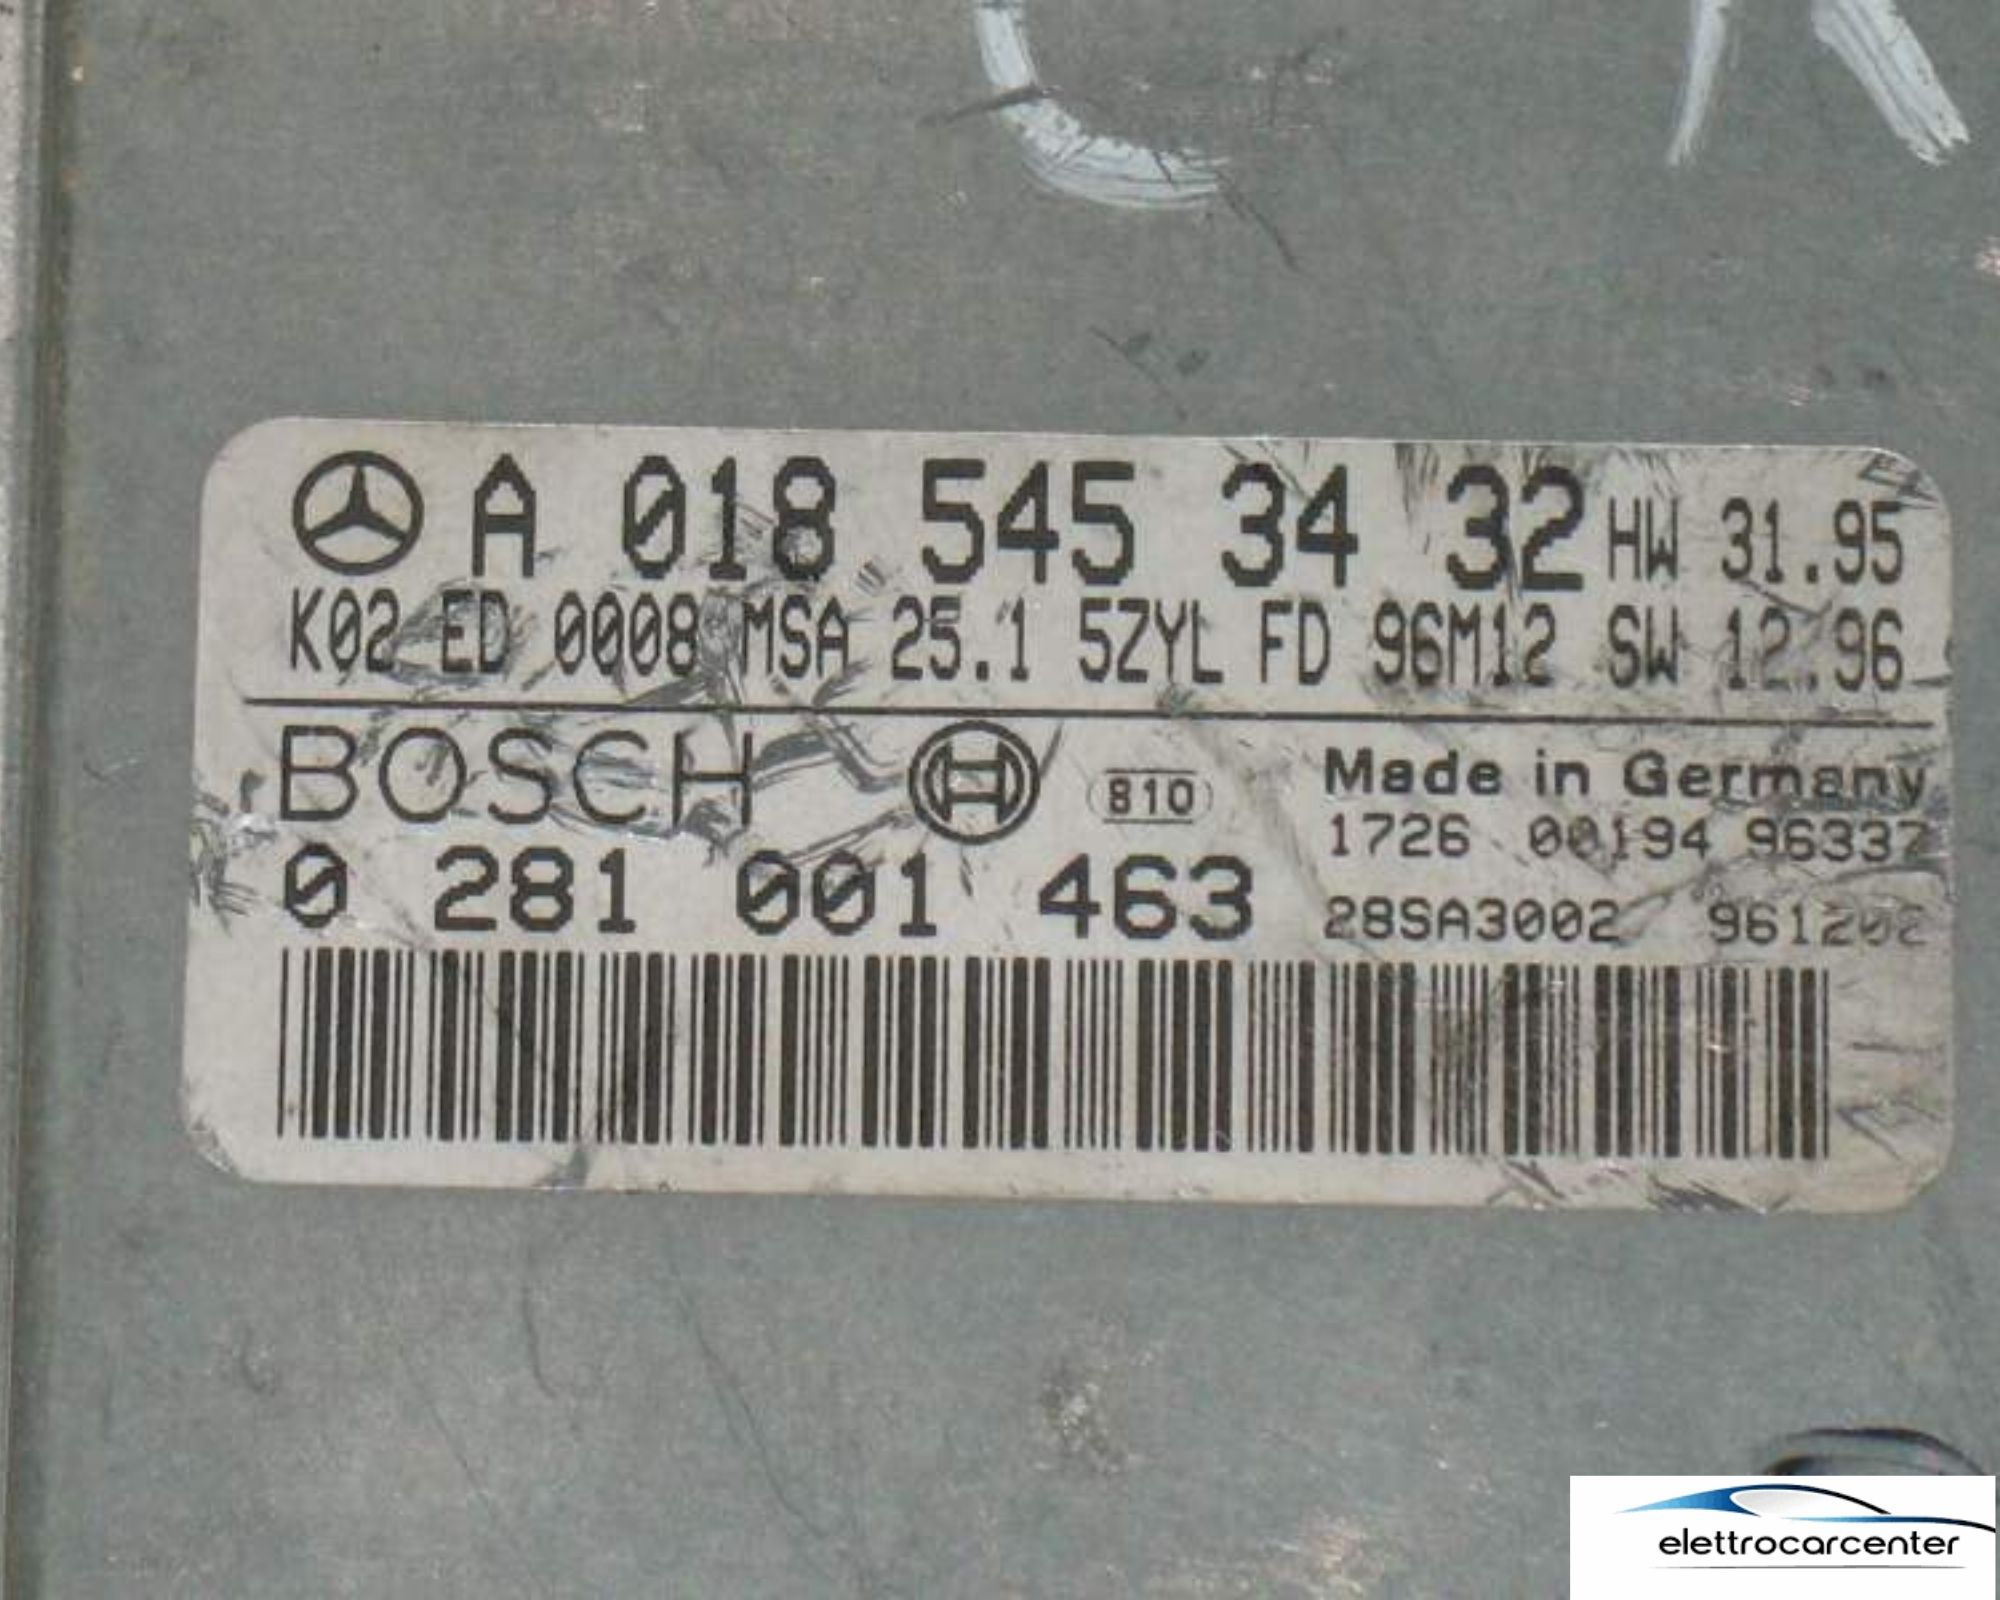 A 018 545 34 32 HW 31.95
K02 ED 0008 MSA 25.1 5ZYL FD 96M12 SW 12.96
BOSCH 810 Made in Germany
1726 00194 96337
0 281 001 463 28SA3002 961202
elettrocarcenter